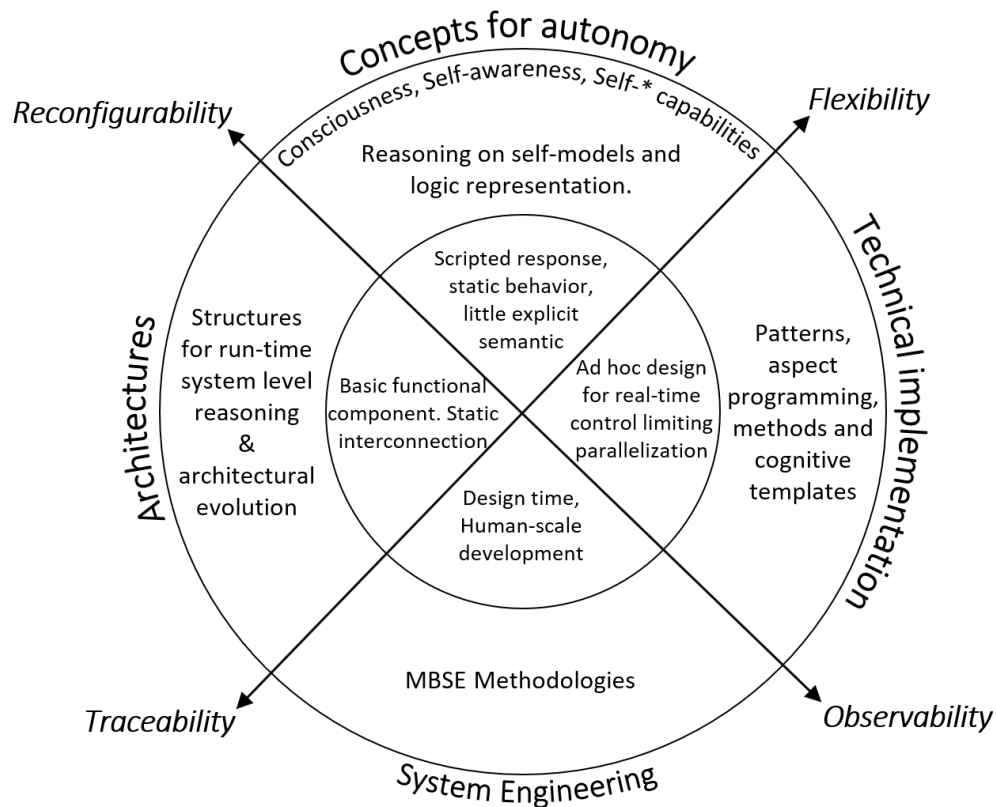 Concepts for autonomy
Consciousness, Self-awareness, Self-* capabilities
Reconfigurability
Flexibility
Reasoning on self-models and
logic representation.
Scripted response,
static behavior,
little explicit
semantic
Architectures
Structures
for run-time
system level
reasoning
&
architectural
evolution
Basic functional
component. Static
interconnection
Ad hoc design
for real-time
control limiting
parallelization
Patterns,
aspect
programming,
methods and
cognitive
templates
Technical implementation
Design time,
Human-scale
development
MBSE Methodologies
Traceability
Observability
System Engineering